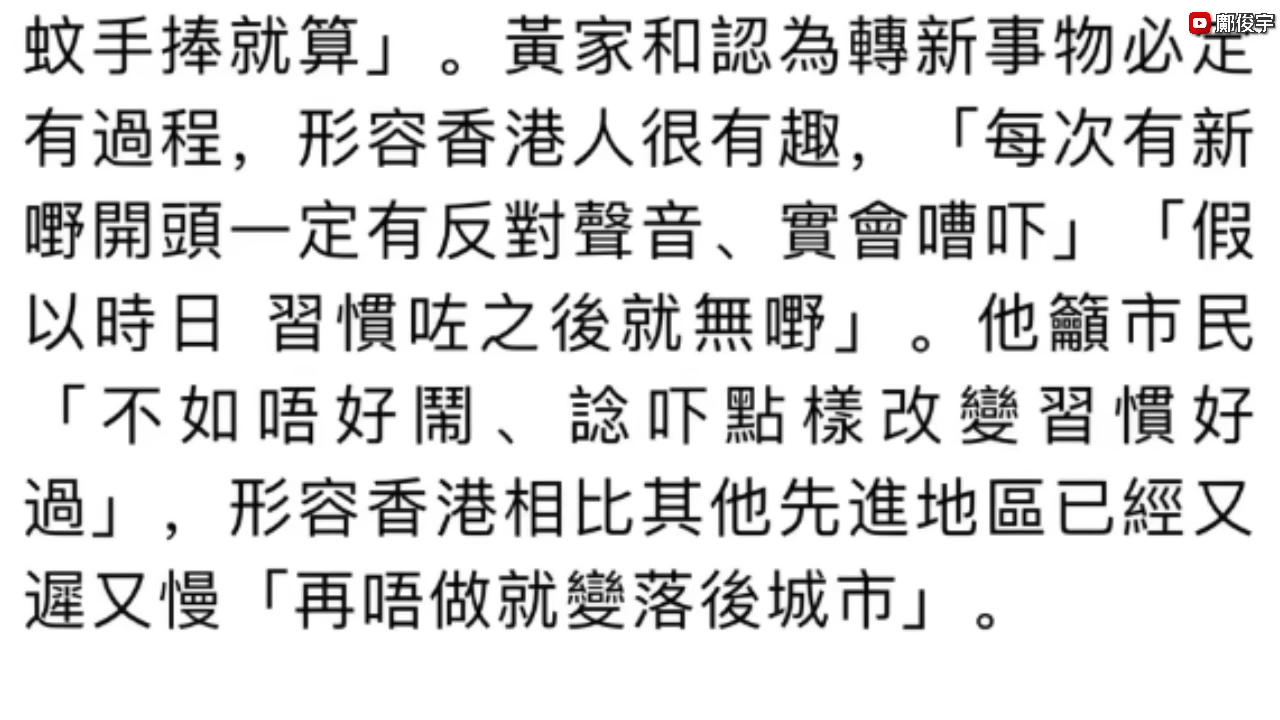 鄺俊宇
蚊手捧就算」。黃家和認為轉新事物必定
有過程，形容香港人很有趣，「每次有新
嘢開頭一定有反對聲音、實會嘈吓」「假
以時日 習慣咗之後就無嘢」。他籲市民
「不如唔好鬧、諗吓點樣改變習慣好
過」，形容香港相比其他先進地區已經又
遲又慢「再唔做就變落後城市」。